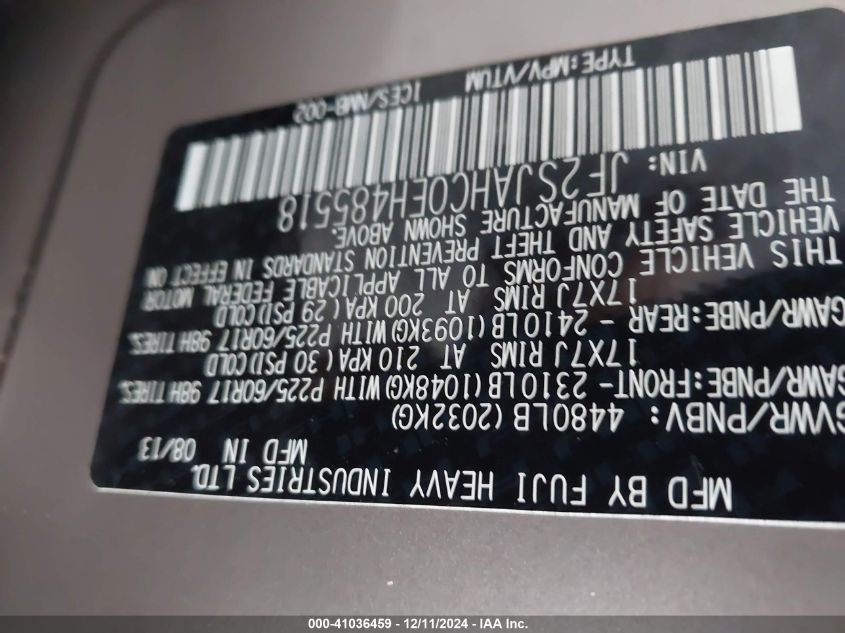 MFD BY FUJI HEAVY INDUSTRIES LTD.
MFD IN 08/13
GVWR/PNBV: 4480LB (2032KG)
GAWR/PNBE:FRONT- 2310LB (1048KG) WITH P225/60R17 98H TIRES,
17X7J RIMS AT 210 KPA (30 PSI) COLD
GAWR/PNBE:REAR - 2410LB (1093KG) WITH P225/60R17 98H TIRES,
17X7J RIMS AT 200 KPA (29 PSI) COLD
THIS VEHICLE CONFORMS TO ALL APPLICABLE FEDERAL MOTOR
VEHICLE SAFETY AND THEFT PREVENTION STANDARDS IN EFFECT ON
THE DATE OF MANUFACTURE SHOWN ABOVE.
VIN: JF2SJAHC0EH485518
TYPE:MPV/VTUM ICES/NMB-002
000-41036459 - 12/11/2024 - IAA Inc.